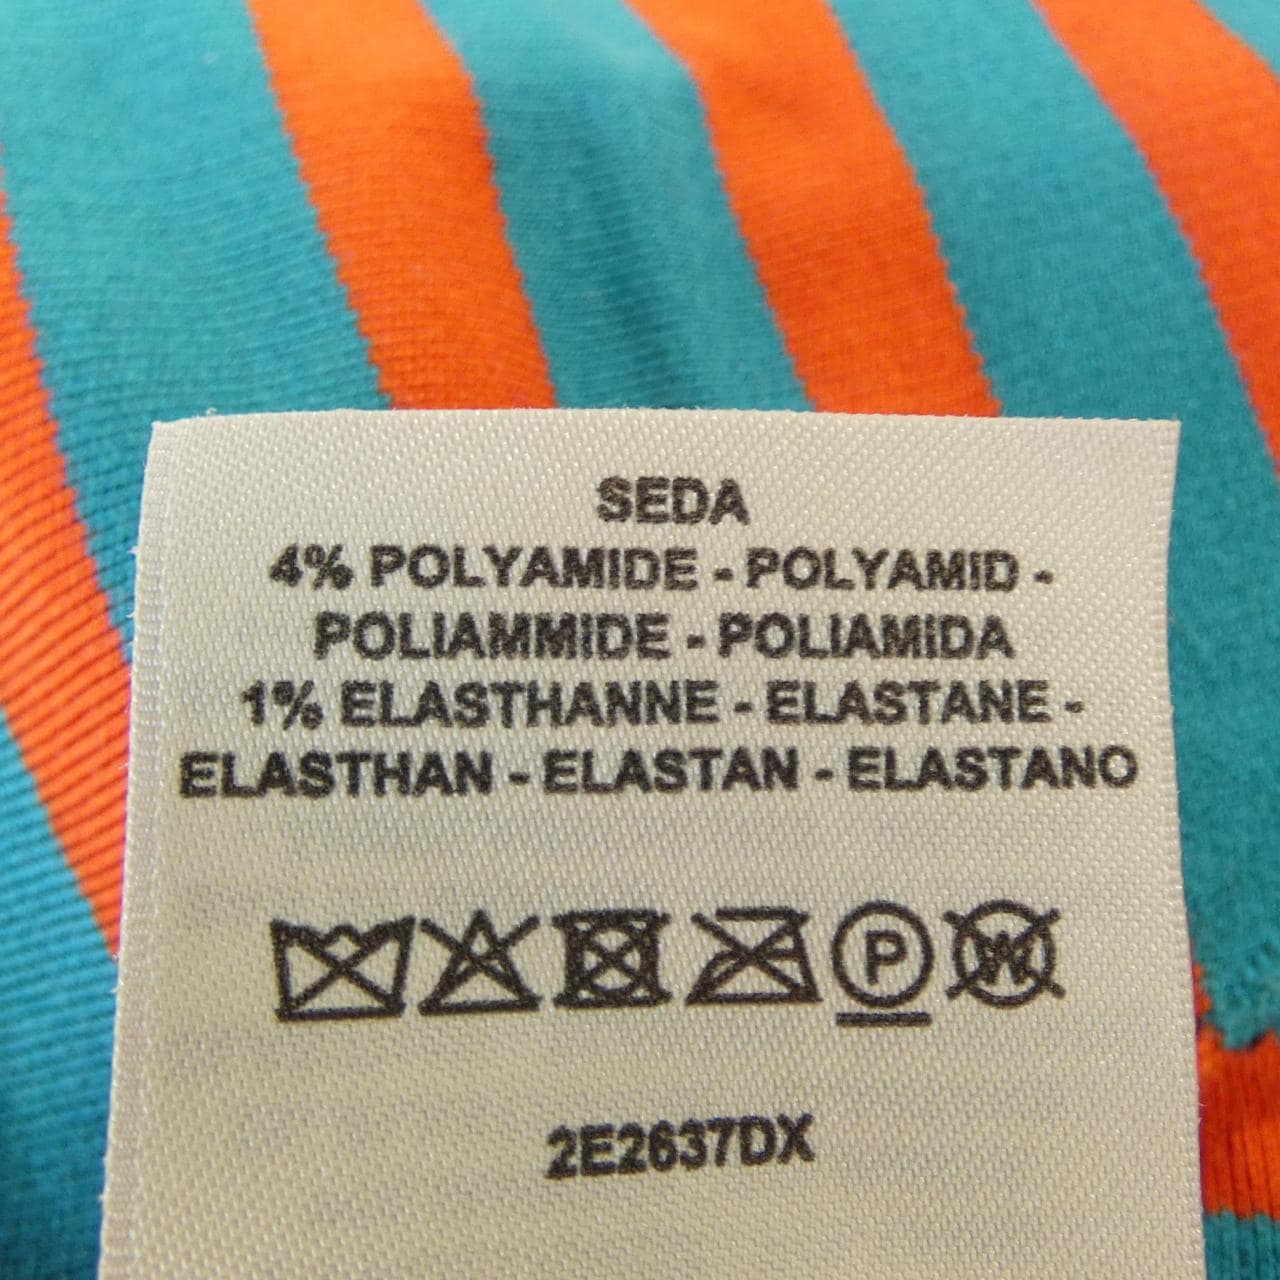 SEDA
4% POLYAMIDE - POLYAMID -
POLIAMMIDE - POLIAMIDA
1% ELASTHANNE - ELASTANE -
ELASTHAN - ELASTAN - ELASTANO
P W
2E2637DX